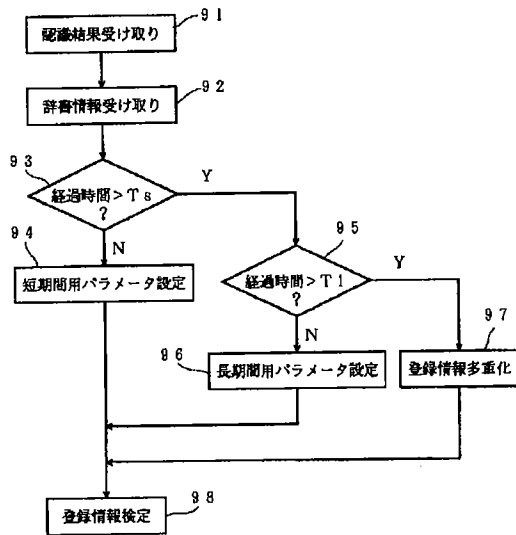 ９１
認識結果受け取り
９２
辞書情報受け取り
９３
経過時間＞Ｔｓ
？
Y
N
９４
短期間用パラメータ設定
９５
経過時間＞Ｔｌ
？
Y
N
９６
長期間用パラメータ設定
９７
登録情報多重化
９８
登録情報検定